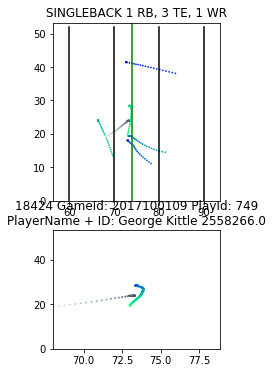 SINGLEBACK 1 RB, 3 TE, 1 WR
50
40
30
20
10
0
60 70 80 90
18424 GameId: 2017100109 PlayId: 749
PlayerName + ID: George Kittle 2558266.0
40
20
0
70.0 72.5 75.0 77.5